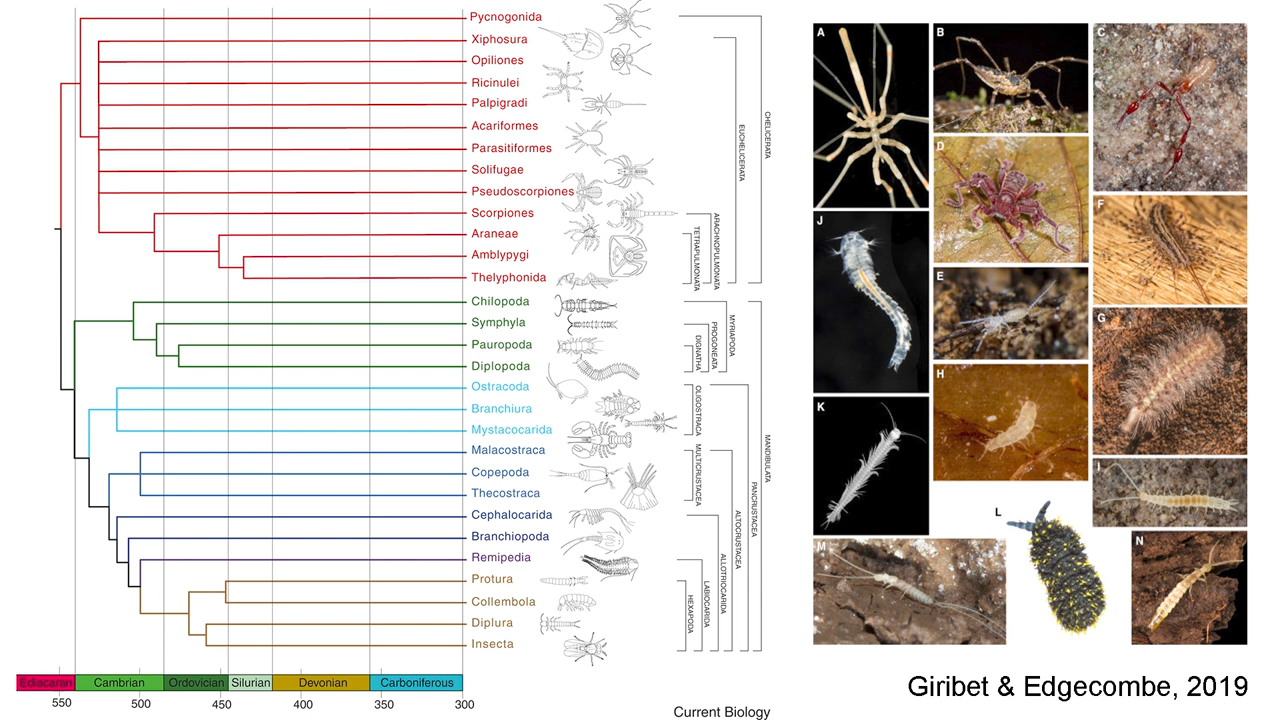 Pycnogonida
Xiphosura
Opiliones
Ricinulei
Palpigradi
Acariformes
Parasitiformes
Solifugae
Pseudoscorpiones
Scorpiones
Araneae
Amblypygi
Thelyphonida
Chilopoda
Symphyla
Pauropoda
Diplopoda
Ostracoda
Branchiura
Mystacocarida
Malacostraca
Copepoda
Thecostraca
Cephalocarida
Branchiopoda
Remipedia
Protura
Collembola
Diplura
Insecta
TETRAPULMONATA
ARACHNOPULMONATA
EUCHELICERATA
CHELICERATA
DIGNATHA
PROGONEATA
MYRIAPODA
OLIGOSTRACA
MULTICRUSTACEA
HEXAPODA
LABIOCARIDA
ALLOTRIOCARIDA
ALTOCRUSTACEA
PANCRUSTACEA
MANDIBULATA
Ediacaran Cambrian Ordovician Silurian Devonian Carboniferous
550 500 450 400 350 300
Current Biology
A
B
C
D
E
F
G
H
I
J
K
L
M
N
Giribet & Edgecombe, 2019